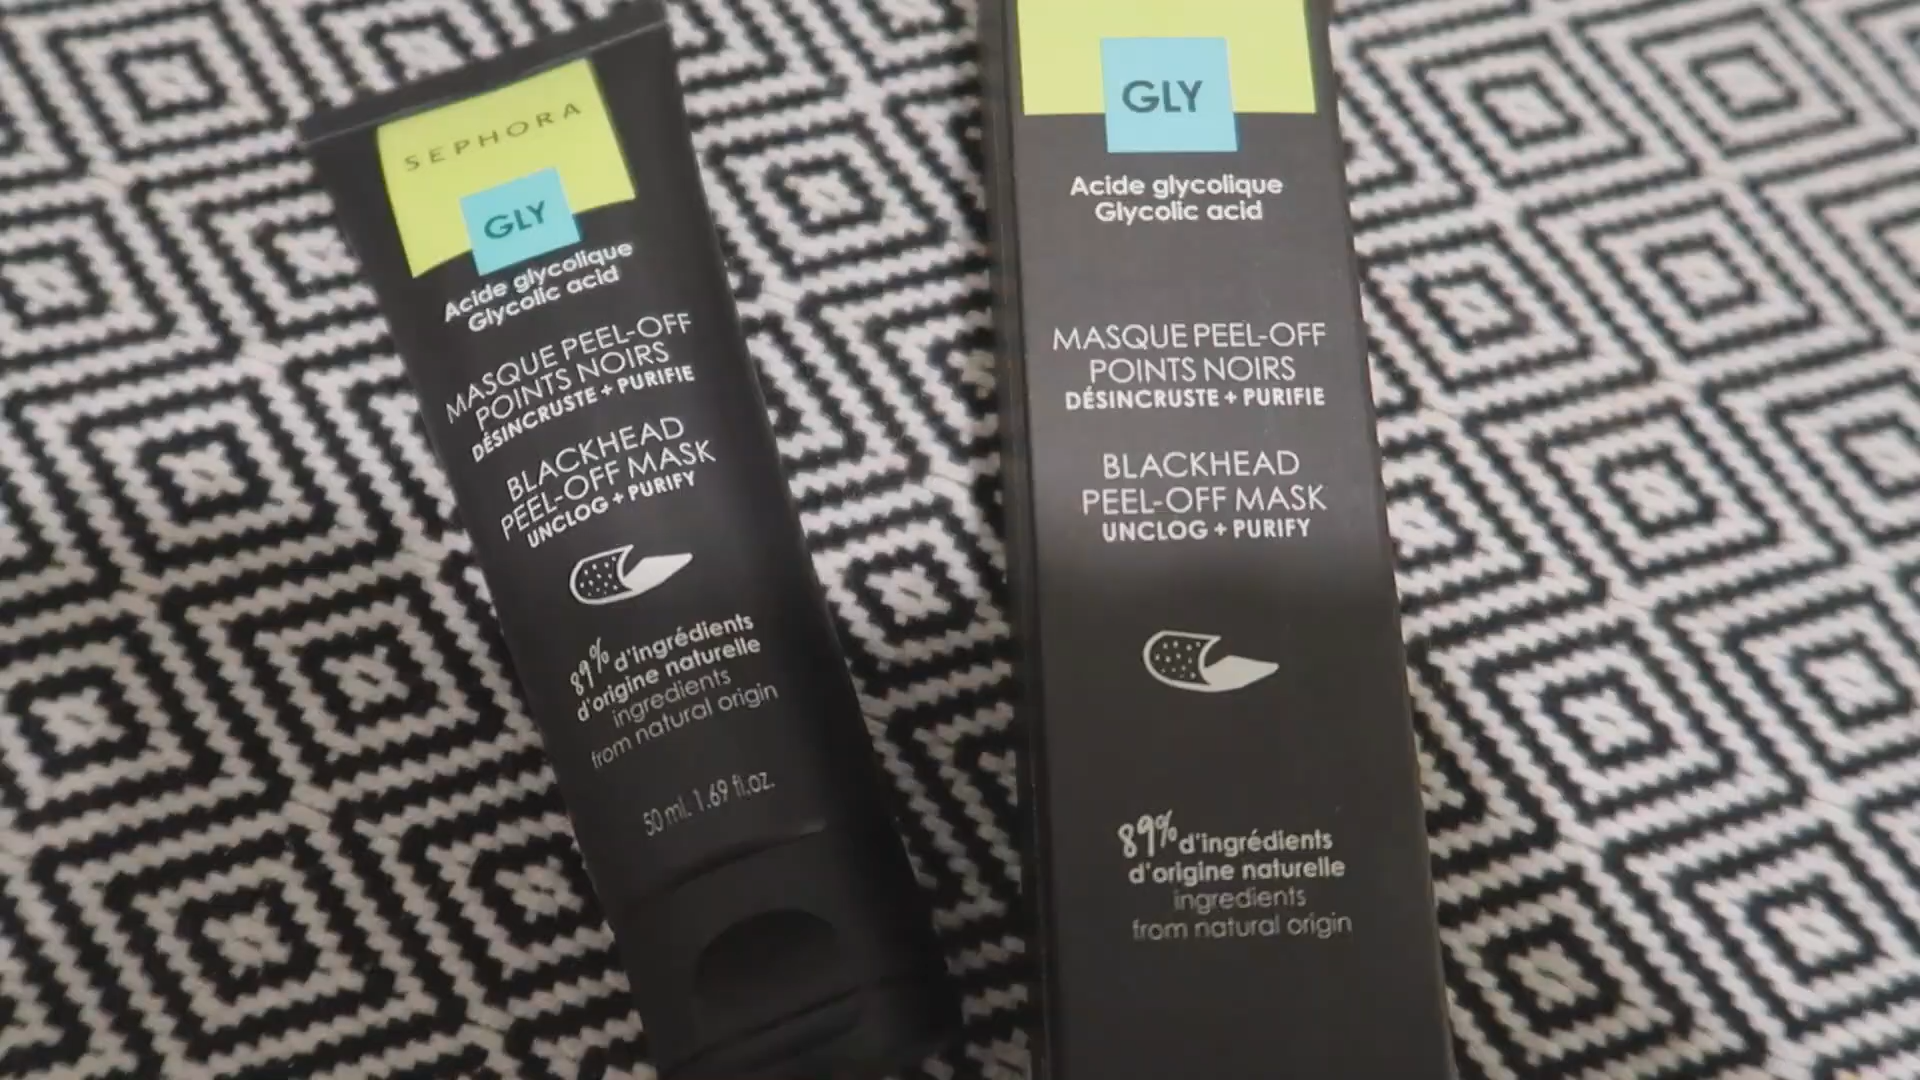 SEPHORA
GLY
Acide glycolique
Glycolic acid
MASQUE PEEL-OFF
POINTS NOIRS
DÉSINCRUSTE + PURIFIE
BLACKHEAD
PEEL-OFF MASK
UNCLOG + PURIFY
89% d'ingrédients
d'origine naturelle
ingredients
from natural origin
50 ml. 1.69 fl.oz.
GLY
Acide glycolique
Glycolic acid
MASQUE PEEL-OFF
POINTS NOIRS
DÉSINCRUSTE + PURIFIE
BLACKHEAD
PEEL-OFF MASK
UNCLOG + PURIFY
89% d'ingrédients
d'origine naturelle
ingredients
from natural origin